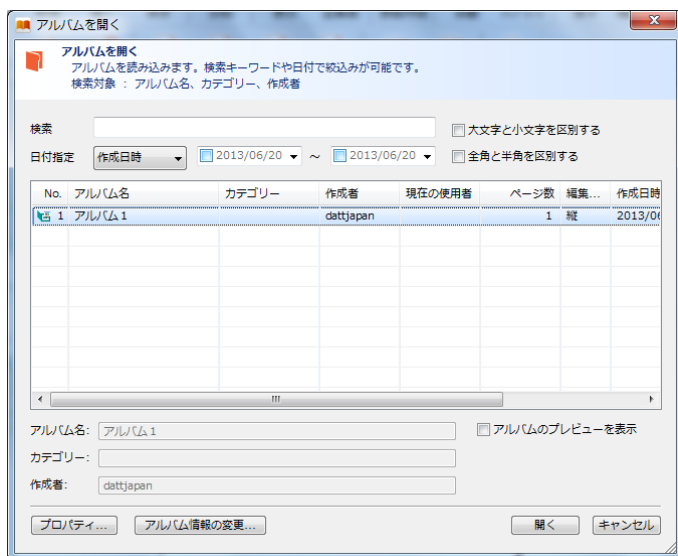 アルバムを開く
アルバムを開く
アルバムを読み込みます。検索キーワードや日付で絞込みが可能です。
検索対象 : アルバム名、カテゴリー、作成者
検索 大文字と小文字を区別する
日付指定 作成日時 2013/06/20 ~ 2013/06/20 全角と半角を区別する
No. アルバム名 カテゴリー 作成者 現在の使用者 ページ数 編集... 作成日時
1 アルバム1 dattjapan 1 縦 2013/06
アルバム名: アルバム1 アルバムのプレビューを表示
カテゴリー:
作成者: dattjapan
プロパティ... アルバム情報の変更... 開く キャンセル